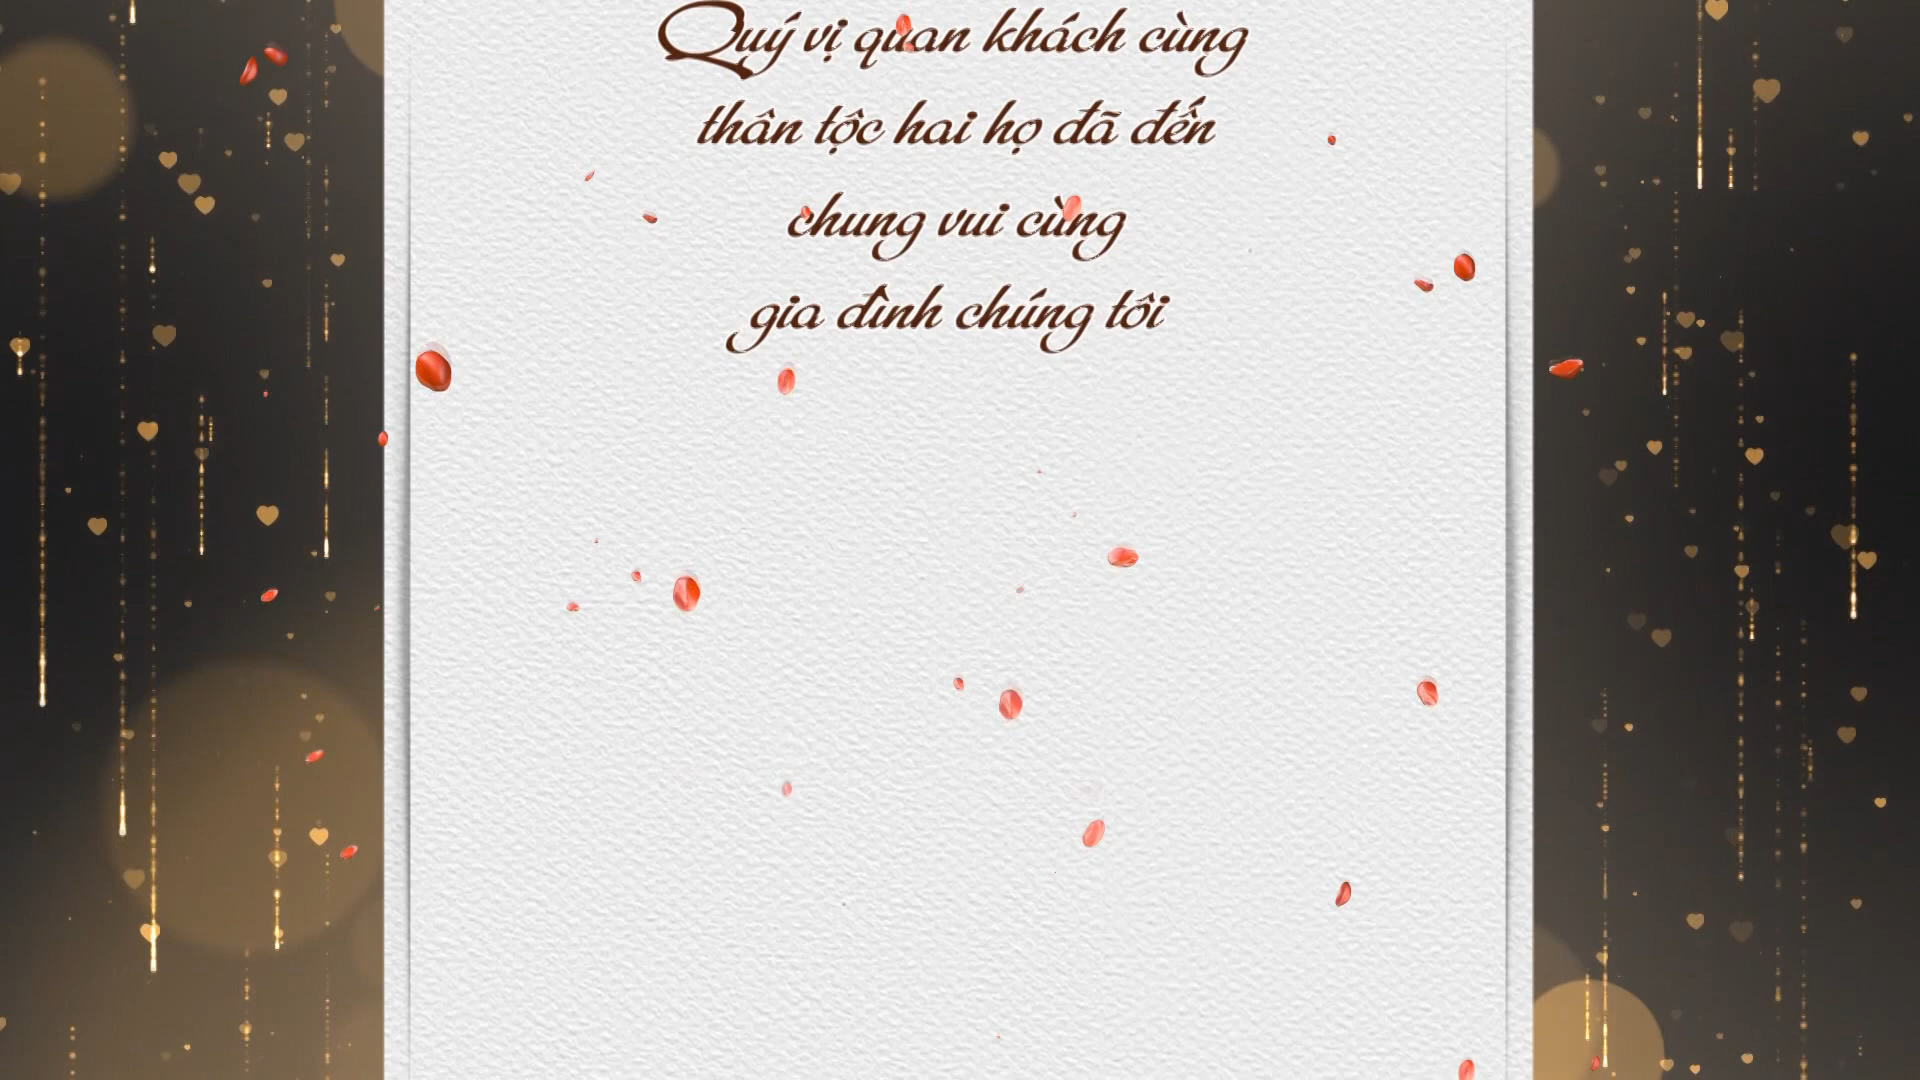 Quý vị quan khách cùng
thân tộc hai họ đã đến
chung vui cùng
gia đình chúng tôi